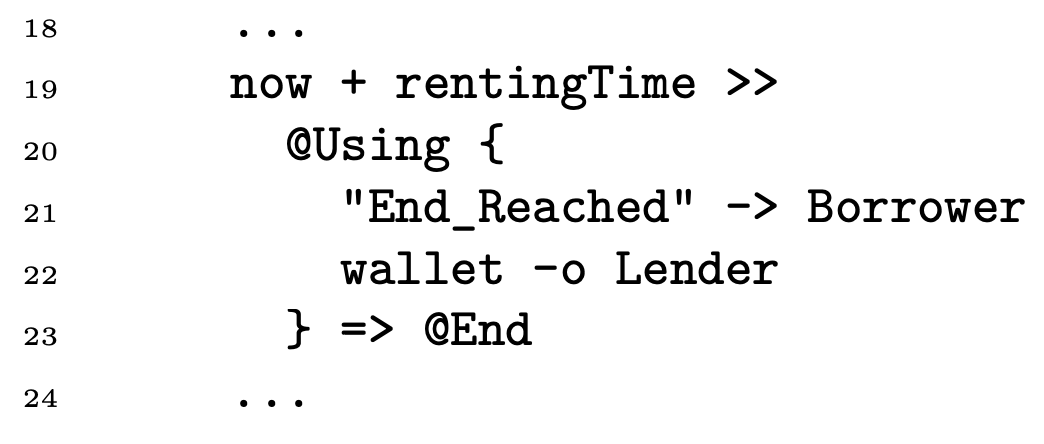 18 ...
19 now + rentingTime >>
20 @Using {
21 "End_Reached" -> Borrower
22 wallet -o Lender
23 } => @End
24 ...